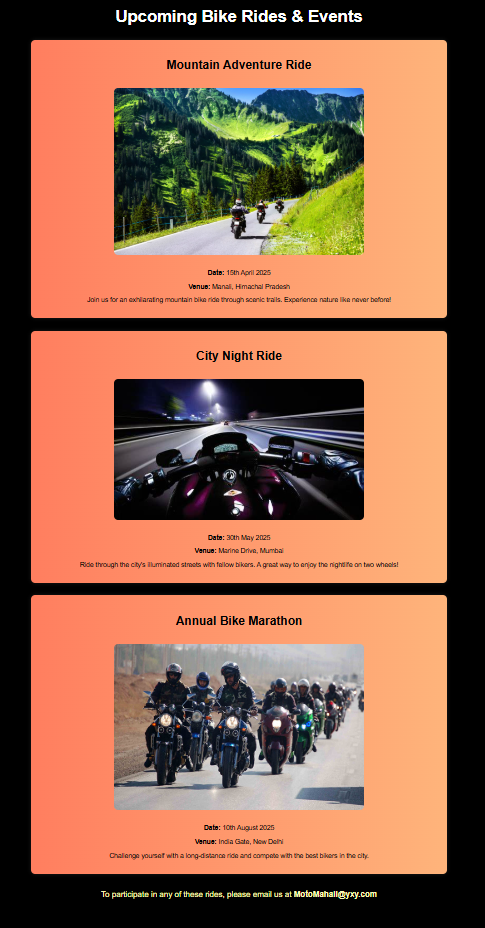 Upcoming Bike Rides & Events
Mountain Adventure Ride
Date: 15th April 2025
Venue: Manali, Himachal Pradesh
Join us for an exhilarating mountain bike ride through scenic trails. Experience nature like never before!
City Night Ride
Date: 30th May 2025
Venue: Marine Drive, Mumbai
Ride through the city's illuminated streets with fellow bikers. A great way to enjoy the nightlife on two wheels!
Annual Bike Marathon
Date: 10th August 2025
Venue: India Gate, New Delhi
Challenge yourself with a long-distance ride and compete with the best bikers in the city.
To participate in any of these rides, please email us at MotoMahall@yxy.com